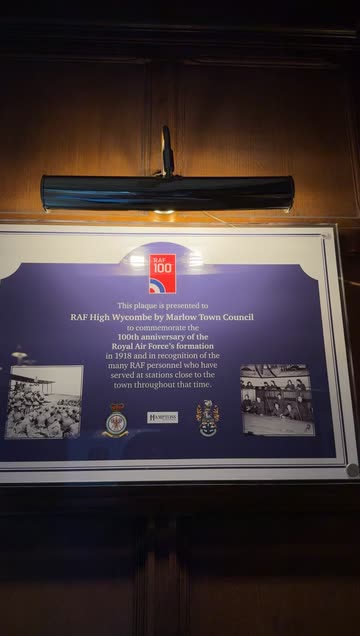 RAF
100
This plaque is presented to
RAF High Wycombe by Marlow Town Council
to commemorate the
100th anniversary of the
Royal Air Force's formation
in 1918 and in recognition of the
many RAF personnel who have
served at stations close to the
town throughout that time.
HAMPTONS